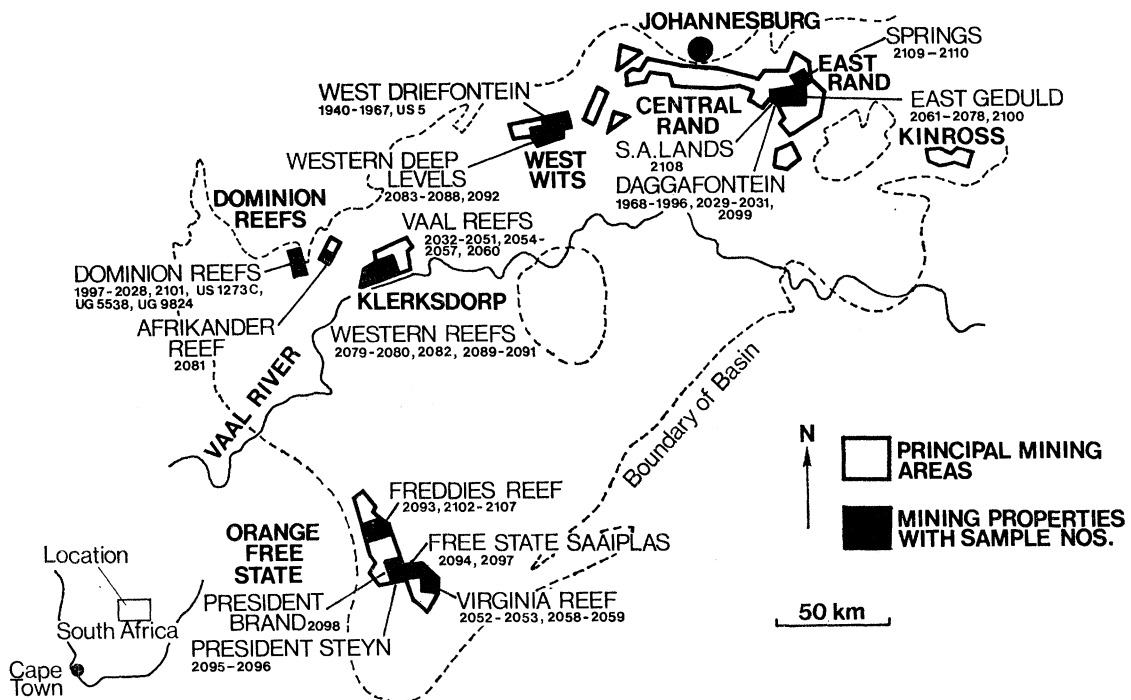 JOHANNESBURG
SPRINGS
2109-2110
EAST
RAND
WEST DRIEFONTEIN
1940-1967, US 5
CENTRAL
RAND
EAST GEDULD
2061-2078, 2100
KINROSS
S.A. LANDS
2108
WESTERN DEEP
LEVELS
2083-2088, 2092
WEST
WITS
DAGGAFONTEIN
1968-1996, 2029-2031,
2099
DOMINION
REEFS
VAAL REEFS
2032-2051, 2054-
2057, 2060
DOMINION REEFS
1997-2028, 2101, US 1273C,
UG 5538, UG 9824
KLERKSDORP
AFRIKANDER
REEF
2081
WESTERN REEFS
2079-2080, 2082, 2089-2091
VAAL RIVER
Boundary of Basin
N
PRINCIPAL MINING
AREAS
MINING PROPERTIES
WITH SAMPLE NOS.
FREDDIES REEF
2093, 2102-2107
ORANGE
FREE
STATE
FREE STATE SAAIPLAS
2094, 2097
PRESIDENT
BRAND 2098
VIRGINIA REEF
2052-2053, 2058-2059
PRESIDENT STEYN
2095-2096
50 km
Location
South Africa
Cape
Town